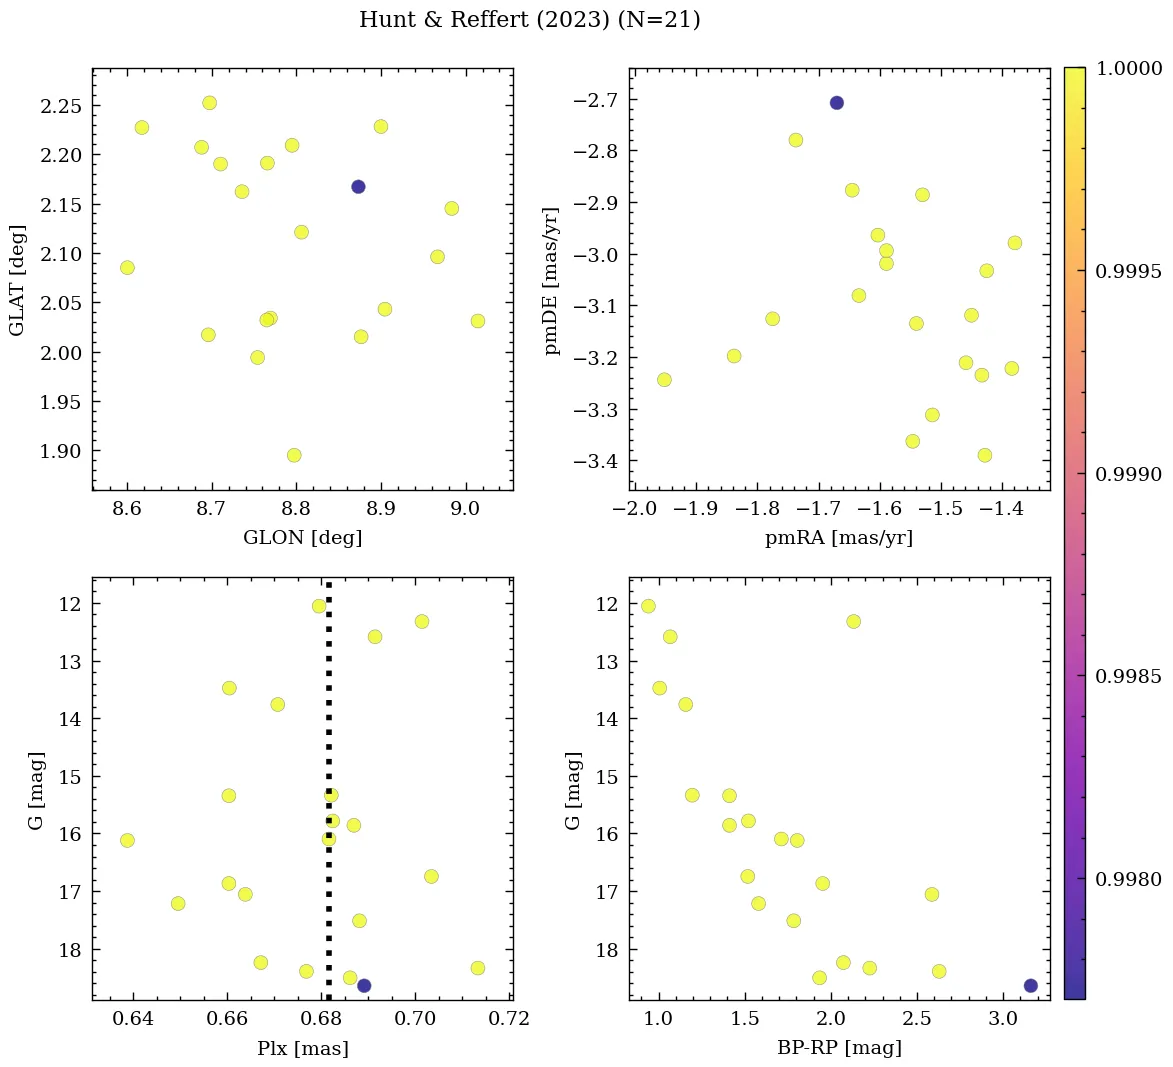 Hunt & Reffert (2023) (N=21)
2.25
2.20
2.15
2.10
2.05
2.00
1.95
1.90
GLAT [deg]
8.6 8.7 8.8 8.9 9.0
GLON [deg]
−2.7
−2.8
−2.9
−3.0
−3.1
−3.2
−3.3
−3.4
pmDE [mas/yr]
−2.0 −1.9 −1.8 −1.7 −1.6 −1.5 −1.4
pmRA [mas/yr]
12
13
14
15
16
17
18
G [mag]
0.64 0.66 0.68 0.70 0.72
Plx [mas]
12
13
14
15
16
17
18
G [mag]
1.0 1.5 2.0 2.5 3.0
BP-RP [mag]
1.0000
0.9995
0.9990
0.9985
0.9980